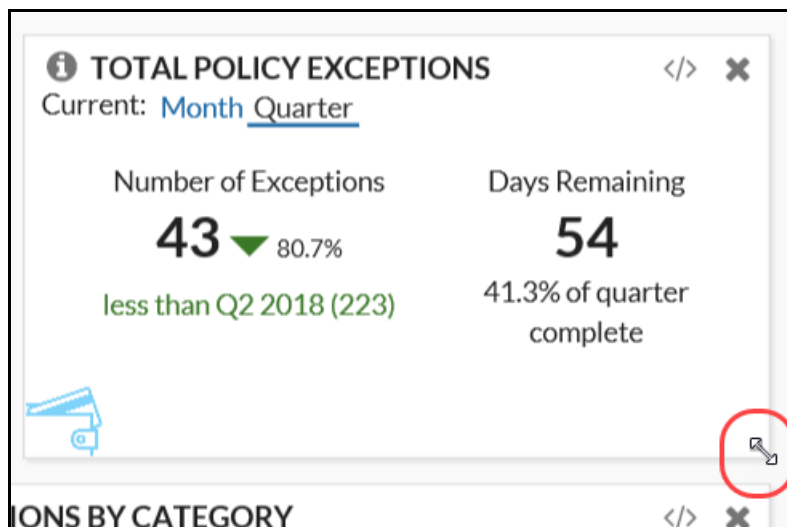 TOTAL POLICY EXCEPTIONS </>
Current: Month Quarter
Number of Exceptions Days Remaining
43 80.7% 54
less than Q2 2018 (223) 41.3% of quarter
complete
IONS BY CATEGORY </>